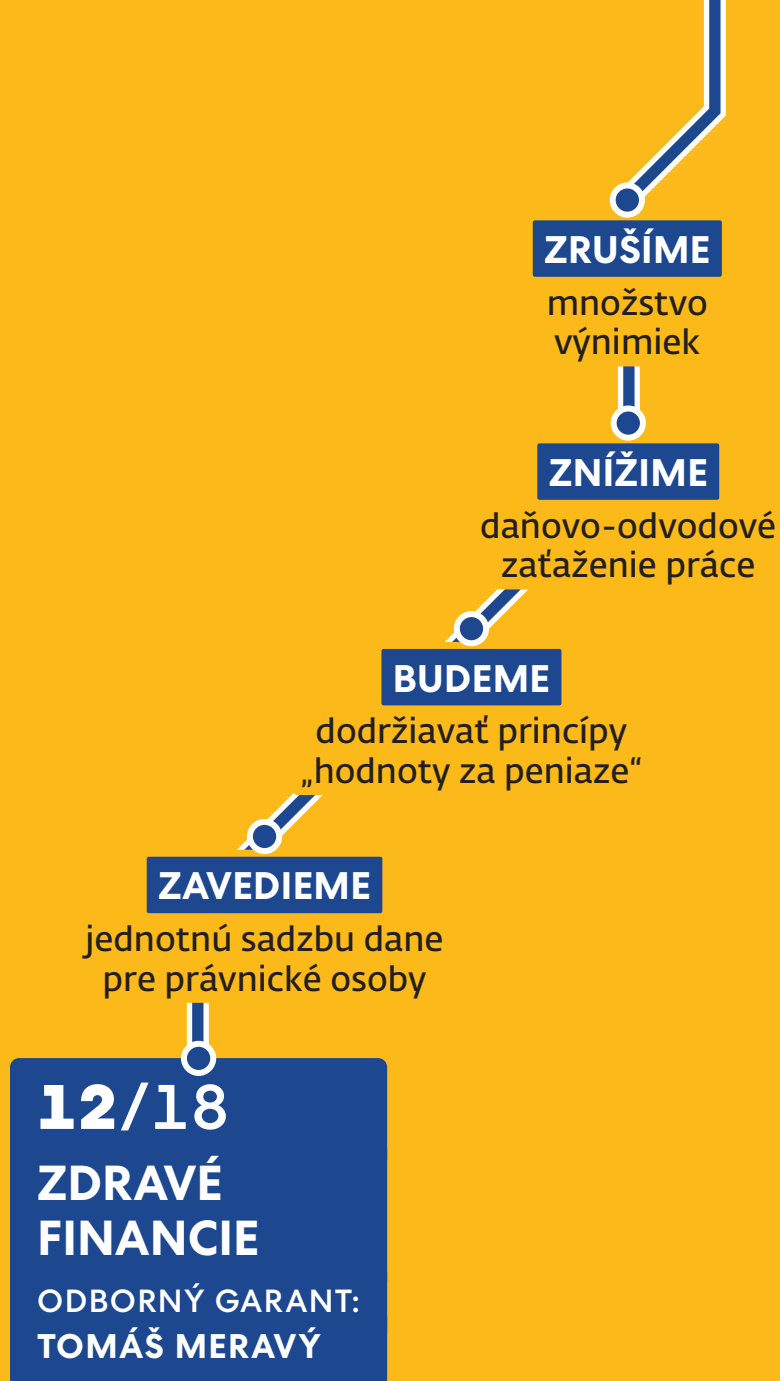 ZRUŠÍME
množstvo
výnimiek
ZNÍŽIME
daňovo-odvodové
zaťaženie práce
BUDEME
dodržiavať princípy
„hodnoty za peniaze“
ZAVEDIEME
jednotnú sadzbu dane
pre právnické osoby
12/18
ZDRAVÉ
FINANCIE
ODBORNÝ GARANT:
TOMÁŠ MERAVÝ